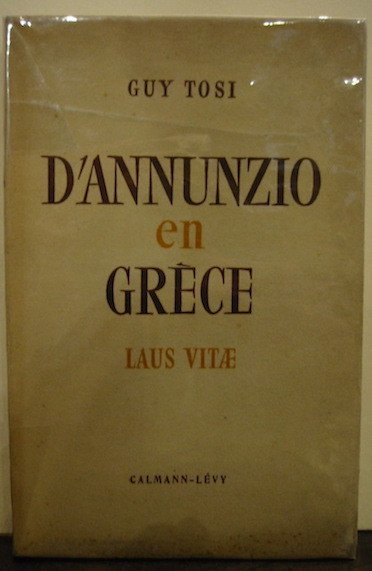 GUY TOSI
D'ANNUNZIO
en
GRÈCE
LAUS VITÆ
CALMANN-LÉVY